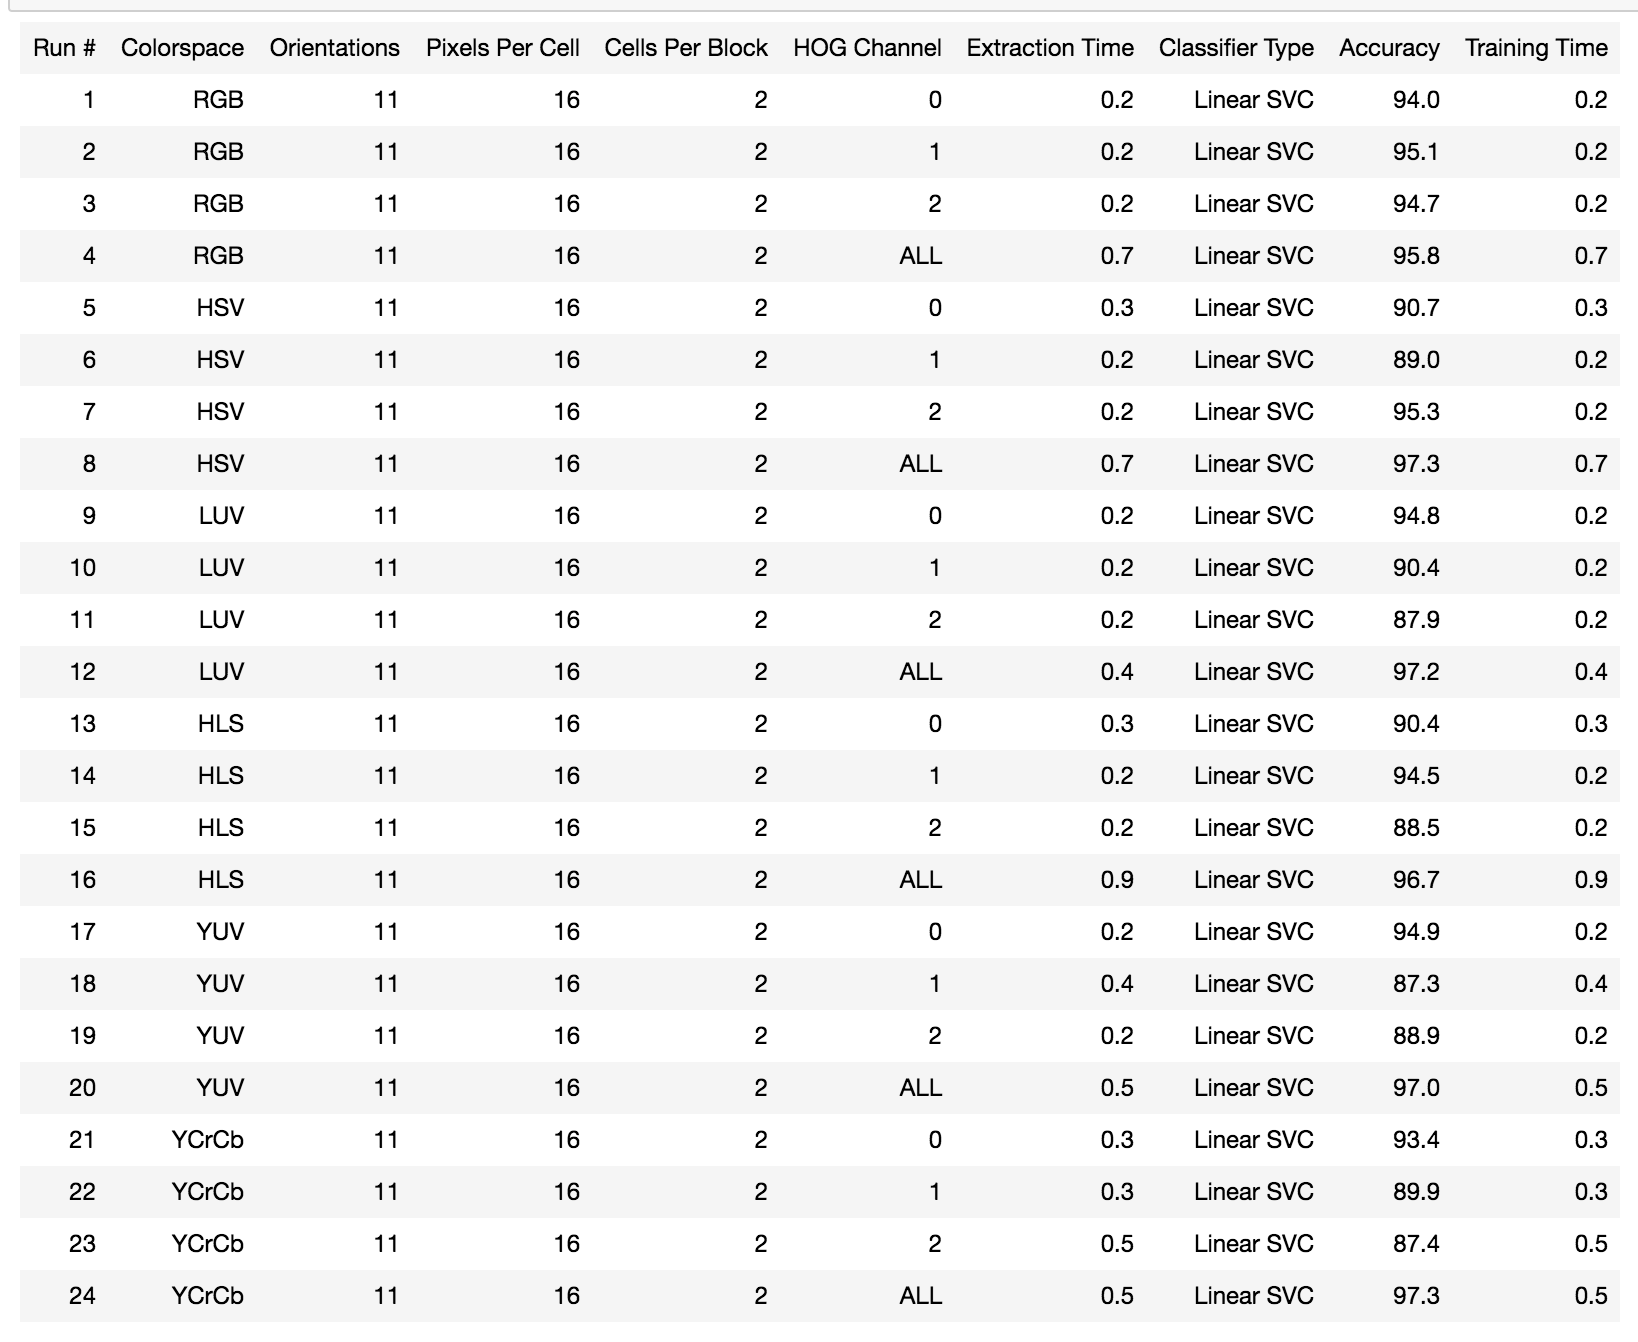 Run # Colorspace Orientations Pixels Per Cell Cells Per Block HOG Channel Extraction Time Classifier Type Accuracy Training Time
1 RGB 11 16 2 0 0.2 Linear SVC 94.0 0.2
2 RGB 11 16 2 1 0.2 Linear SVC 95.1 0.2
3 RGB 11 16 2 2 0.2 Linear SVC 94.7 0.2
4 RGB 11 16 2 ALL 0.7 Linear SVC 95.8 0.7
5 HSV 11 16 2 0 0.3 Linear SVC 90.7 0.3
6 HSV 11 16 2 1 0.2 Linear SVC 89.0 0.2
7 HSV 11 16 2 2 0.2 Linear SVC 95.3 0.2
8 HSV 11 16 2 ALL 0.7 Linear SVC 97.3 0.7
9 LUV 11 16 2 0 0.2 Linear SVC 94.8 0.2
10 LUV 11 16 2 1 0.2 Linear SVC 90.4 0.2
11 LUV 11 16 2 2 0.2 Linear SVC 87.9 0.2
12 LUV 11 16 2 ALL 0.4 Linear SVC 97.2 0.4
13 HLS 11 16 2 0 0.3 Linear SVC 90.4 0.3
14 HLS 11 16 2 1 0.2 Linear SVC 94.5 0.2
15 HLS 11 16 2 2 0.2 Linear SVC 88.5 0.2
16 HLS 11 16 2 ALL 0.9 Linear SVC 96.7 0.9
17 YUV 11 16 2 0 0.2 Linear SVC 94.9 0.2
18 YUV 11 16 2 1 0.4 Linear SVC 87.3 0.4
19 YUV 11 16 2 2 0.2 Linear SVC 88.9 0.2
20 YUV 11 16 2 ALL 0.5 Linear SVC 97.0 0.5
21 YCrCb 11 16 2 0 0.3 Linear SVC 93.4 0.3
22 YCrCb 11 16 2 1 0.3 Linear SVC 89.9 0.3
23 YCrCb 11 16 2 2 0.5 Linear SVC 87.4 0.5
24 YCrCb 11 16 2 ALL 0.5 Linear SVC 97.3 0.5